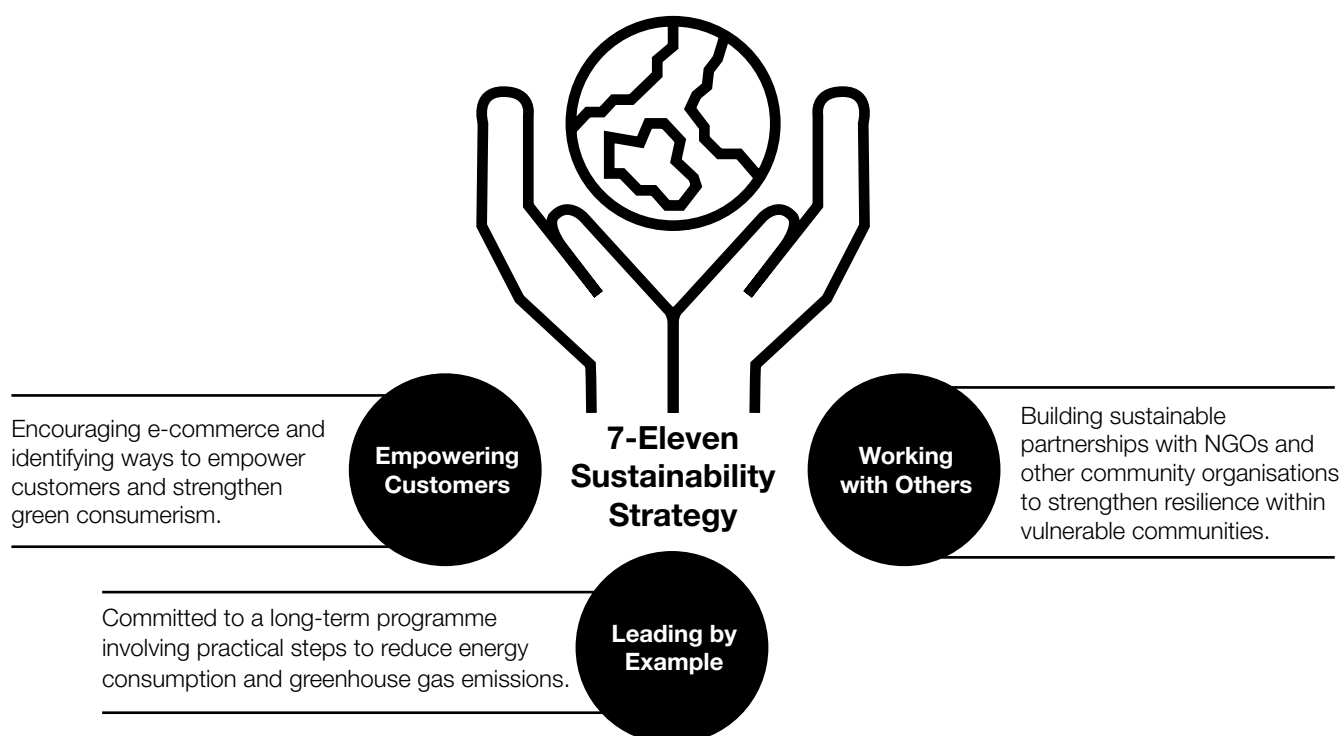 Encouraging e-commerce and
identifying ways to empower
customers and strengthen
green consumerism.
Empowering
Customers
7-Eleven
Sustainability
Strategy
Working
with Others
Building sustainable
partnerships with NGOs and
other community organisations
to strengthen resilience within
vulnerable communities.
Committed to a long-term programme
involving practical steps to reduce energy
consumption and greenhouse gas emissions.
Leading by
Example